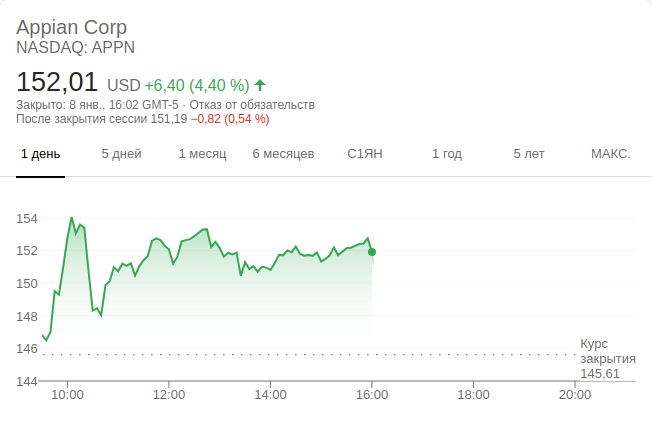 Appian Corp
NASDAQ: APPN
152,01 USD +6,40 (4,40 %)
Закрыто: 8 янв., 16:02 GMT-5 · Отказ от обязательств
После закрытия сессии 151,19 −0,82 (0,54 %)
1 день 5 дней 1 месяц 6 месяцев С1ЯН 1 год 5 лет МАКС.
154
152
150
148
146
144
Курс
закрытия
145,61
10:00 12:00 14:00 16:00 18:00 20:00